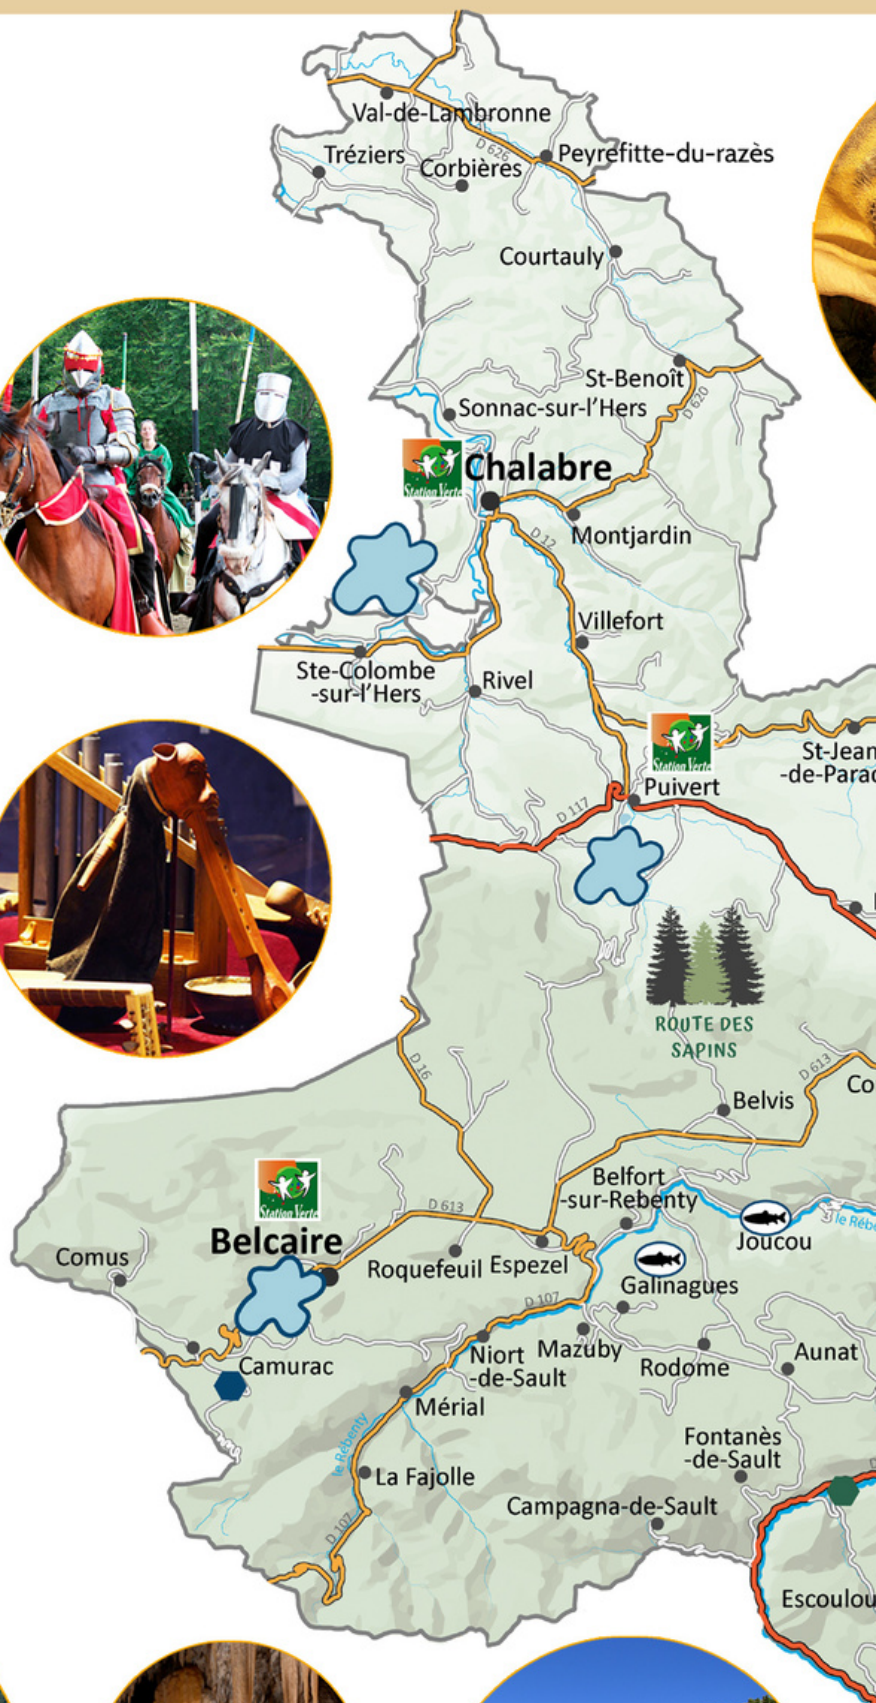 Val-de-Lambronne
D 626
Tréziers
Corbières
Peyrefitte-du-razès
Courtauly
St-Benoît
D 620
Sonnac-sur-l'Hers
Station Verte
Chalabre
D 12
Montjardin
Villefort
Ste-Colombe
-sur-l'Hers
Rivel
Station Verte
St-Jean
-de-Parac
Puivert
D 117
ROUTE DES
SAPINS
D 16
D 613
Co
Belvis
Station Verte
Belfort
-sur-Rebenty
D 613
le Rébe
Joucou
Belcaire
Comus
Roquefeuil
Espezel
Galinagues
D 107
Camurac
Niort
-de-Sault
Mazuby
Rodome
Aunat
Mérial
le Rébenty
Fontanès
-de-Sault
La Fajolle
Campagna-de-Sault
D 107
Escoulou